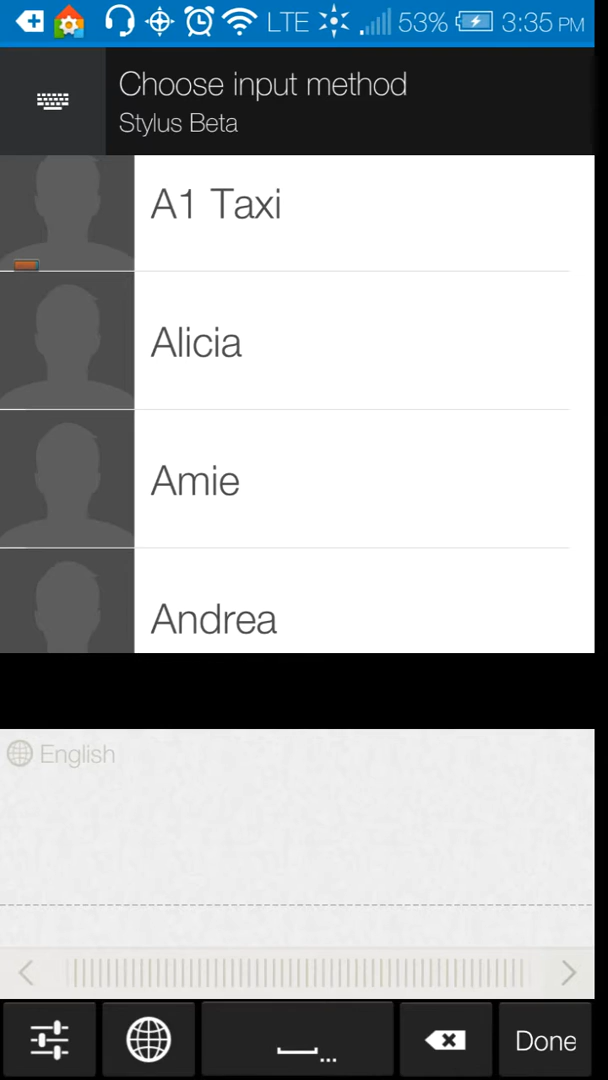 LTE 53% 3:35 PM
Choose input method
Stylus Beta
A1 Taxi
Alicia
Amie
Andrea
English
... Done